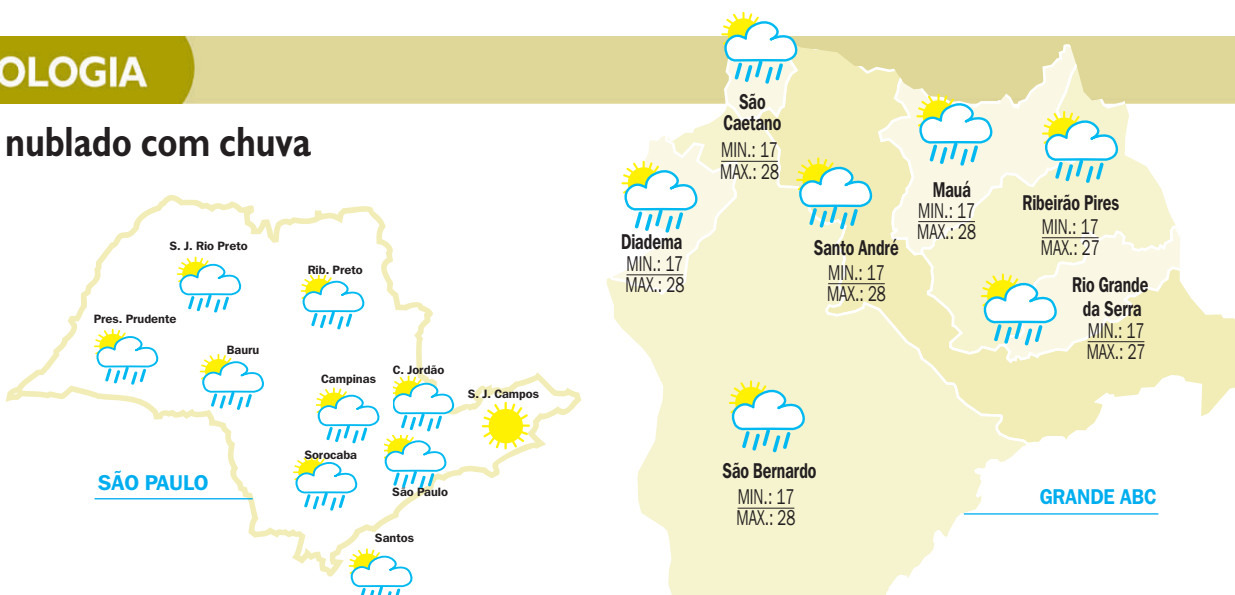 OLOGIA
nublado com chuva
S. J. Rio Preto
Rib. Preto
Pres. Prudente
Bauru
Campinas
C. Jordão
S. J. Campos
Sorocaba
São Paulo
Santos
SÃO PAULO
São
Caetano
MIN.: 17
MAX.: 28
Diadema
MIN.: 17
MAX.: 28
Santo André
MIN.: 17
MAX.: 28
Mauá
MIN.: 17
MAX.: 28
Ribeirão Pires
MIN.: 17
MAX.: 27
Rio Grande
da Serra
MIN.: 17
MAX.: 27
São Bernardo
MIN.: 17
MAX.: 28
GRANDE ABC